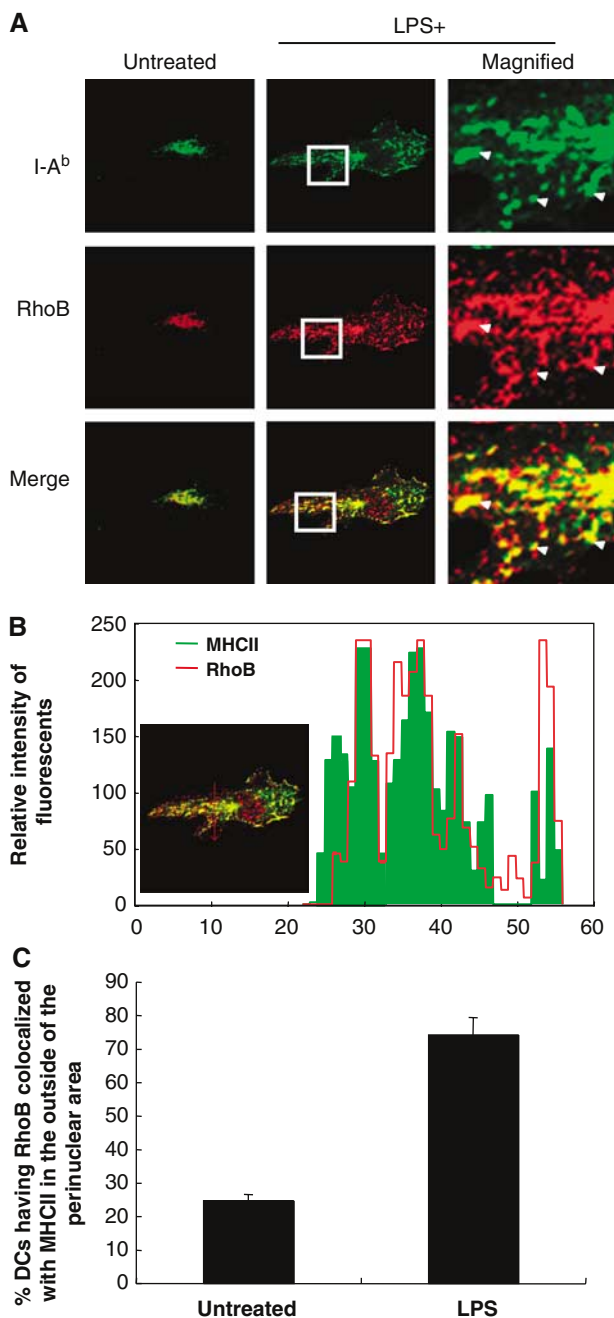 A
LPS+
Untreated
Magnified
I-Aᵇ
RhoB
Merge
B
Relative intensity of
fluorescents
250
200
150
100
50
0
MHCII
RhoB
0 10 20 30 40 50 60
C
% DCs having RhoB colocalized
with MHCII in the outside of the
perinuclear area
90
80
70
60
50
40
30
20
10
0
Untreated LPS